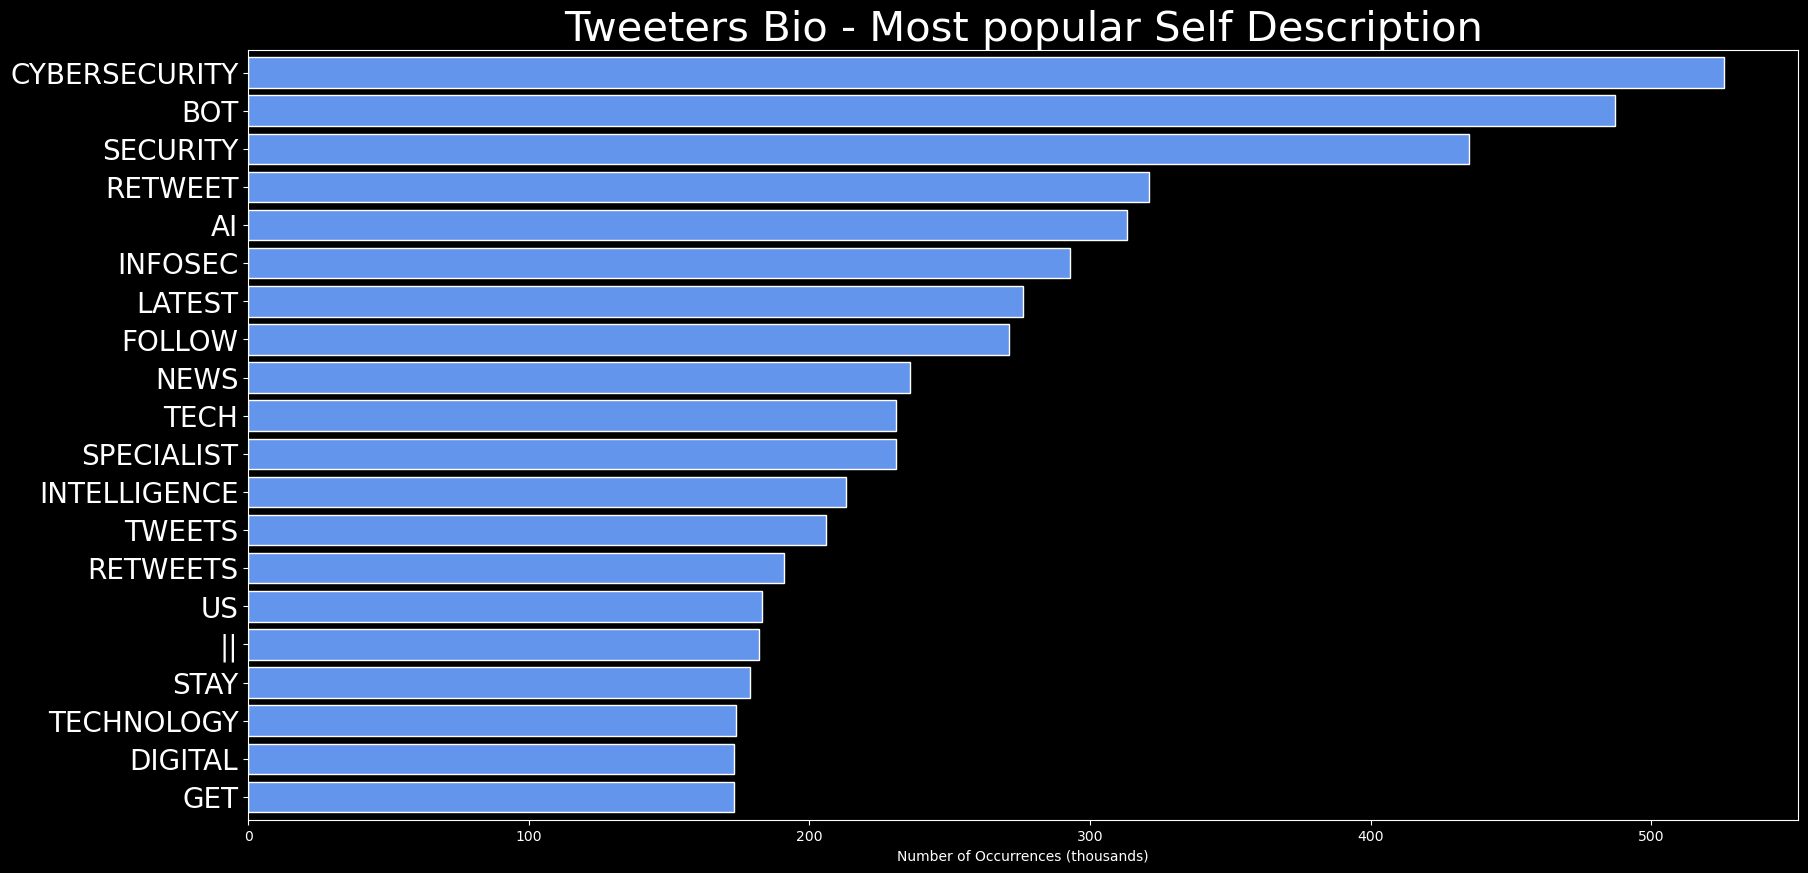 Tweeters Bio - Most popular Self Description
CYBERSECURITY
BOT
SECURITY
RETWEET
AI
INFOSEC
LATEST
FOLLOW
NEWS
TECH
SPECIALIST
INTELLIGENCE
TWEETS
RETWEETS
US
||
STAY
TECHNOLOGY
DIGITAL
GET
0 100 200 300 400 500
Number of Occurrences (thousands)